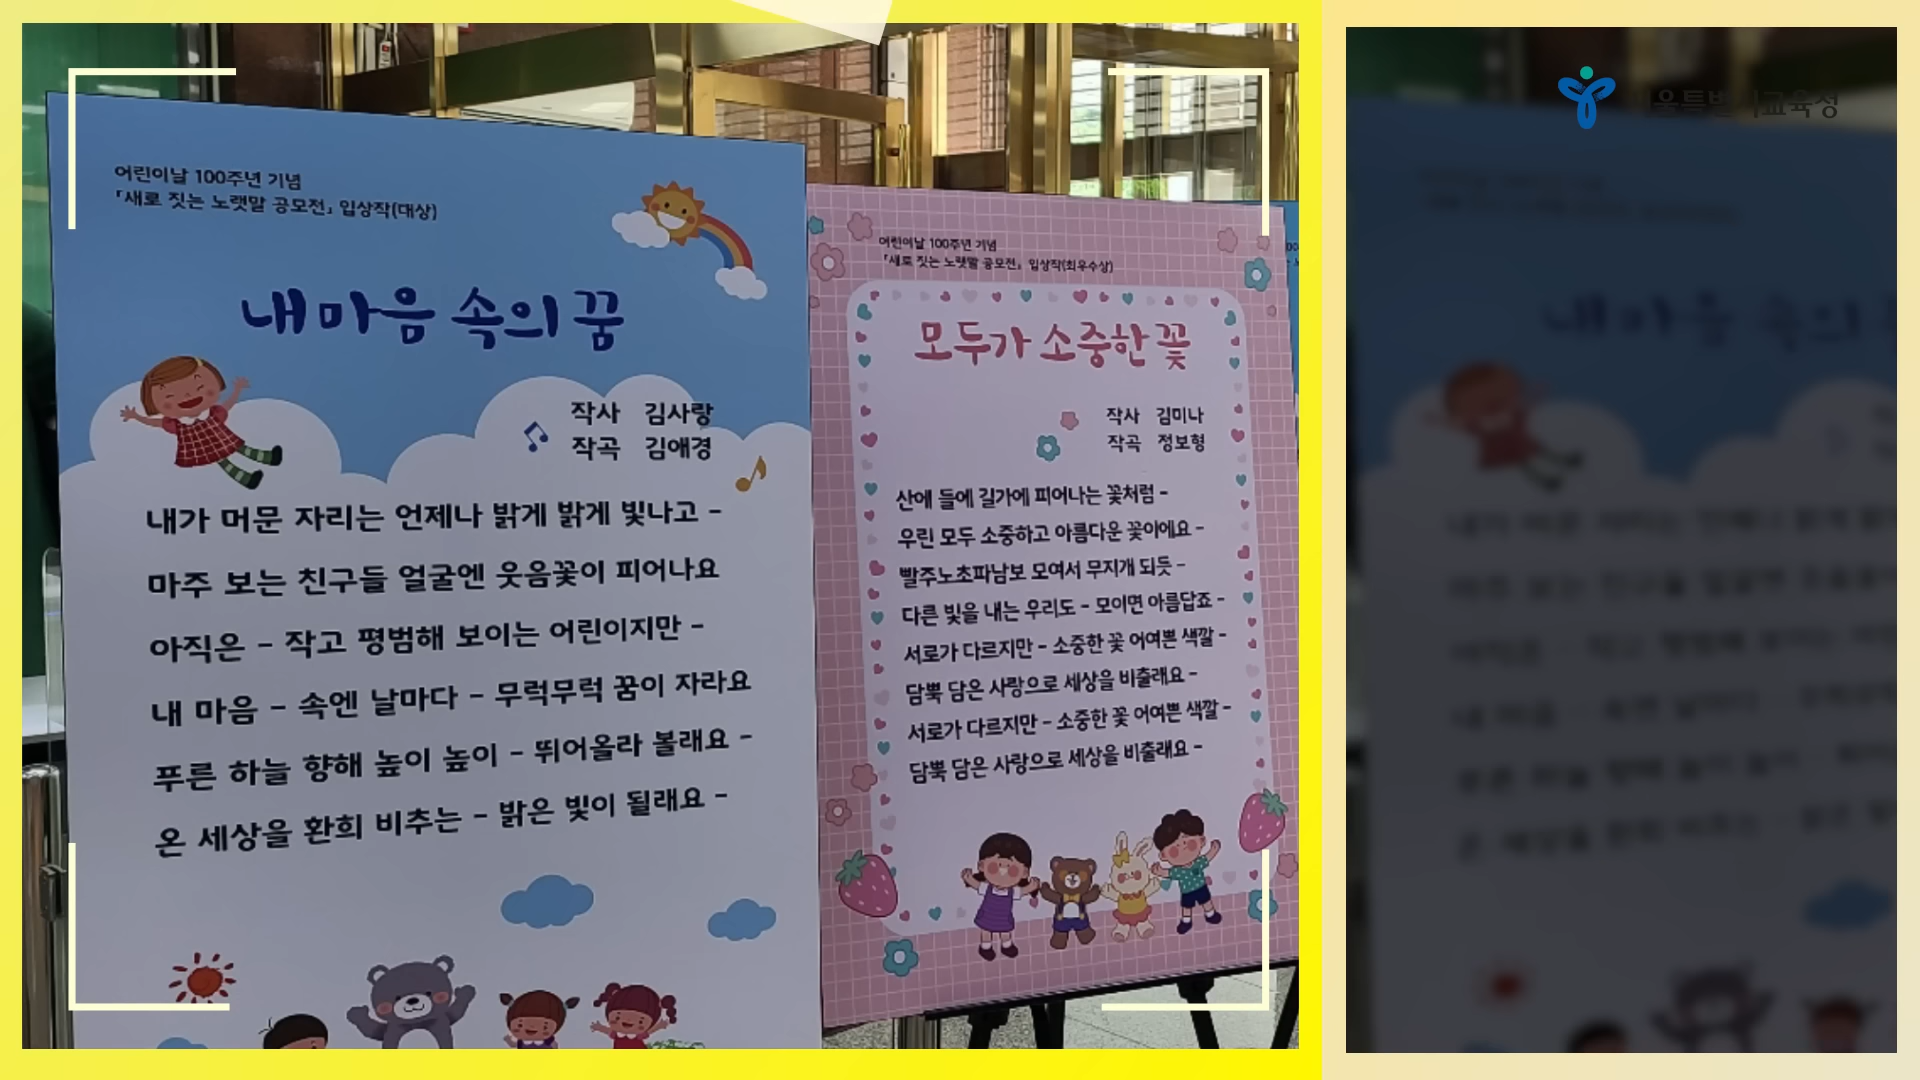 어린이날 100주년 기념
「새로 짓는 노랫말 공모전」 입상작(대상)
내 마음 속의 꿈
작사 김사랑
작곡 김애경
내가 머문 자리는 언제나 밝게 밝게 빛나고 -
마주 보는 친구들 얼굴엔 웃음꽃이 피어나요
아직은 - 작고 평범해 보이는 어린이지만 -
내 마음 - 속엔 날마다 - 무럭무럭 꿈이 자라요
푸른 하늘 향해 높이 높이 - 뛰어올라 볼래요 -
온 세상을 환희 비추는 - 밝은 빛이 될래요 -
어린이날 100주년 기념
「새로 짓는 노랫말 공모전」 입상작(최우수상)
모두가 소중한 꽃
작사 김미나
작곡 정보형
산에 들에 길가에 피어나는 꽃처럼 -
우린 모두 소중하고 아름다운 꽃이에요 -
빨주노초파남보 모여서 무지개 되듯 -
다른 빛을 내는 우리도 - 모이면 아름답죠 -
서로가 다르지만 - 소중한 꽃 어여쁜 색깔 -
담뿍 담은 사랑으로 세상을 비출래요 -
서로가 다르지만 - 소중한 꽃 어여쁜 색깔 -
담뿍 담은 사랑으로 세상을 비출래요 -
서울특별시교육청